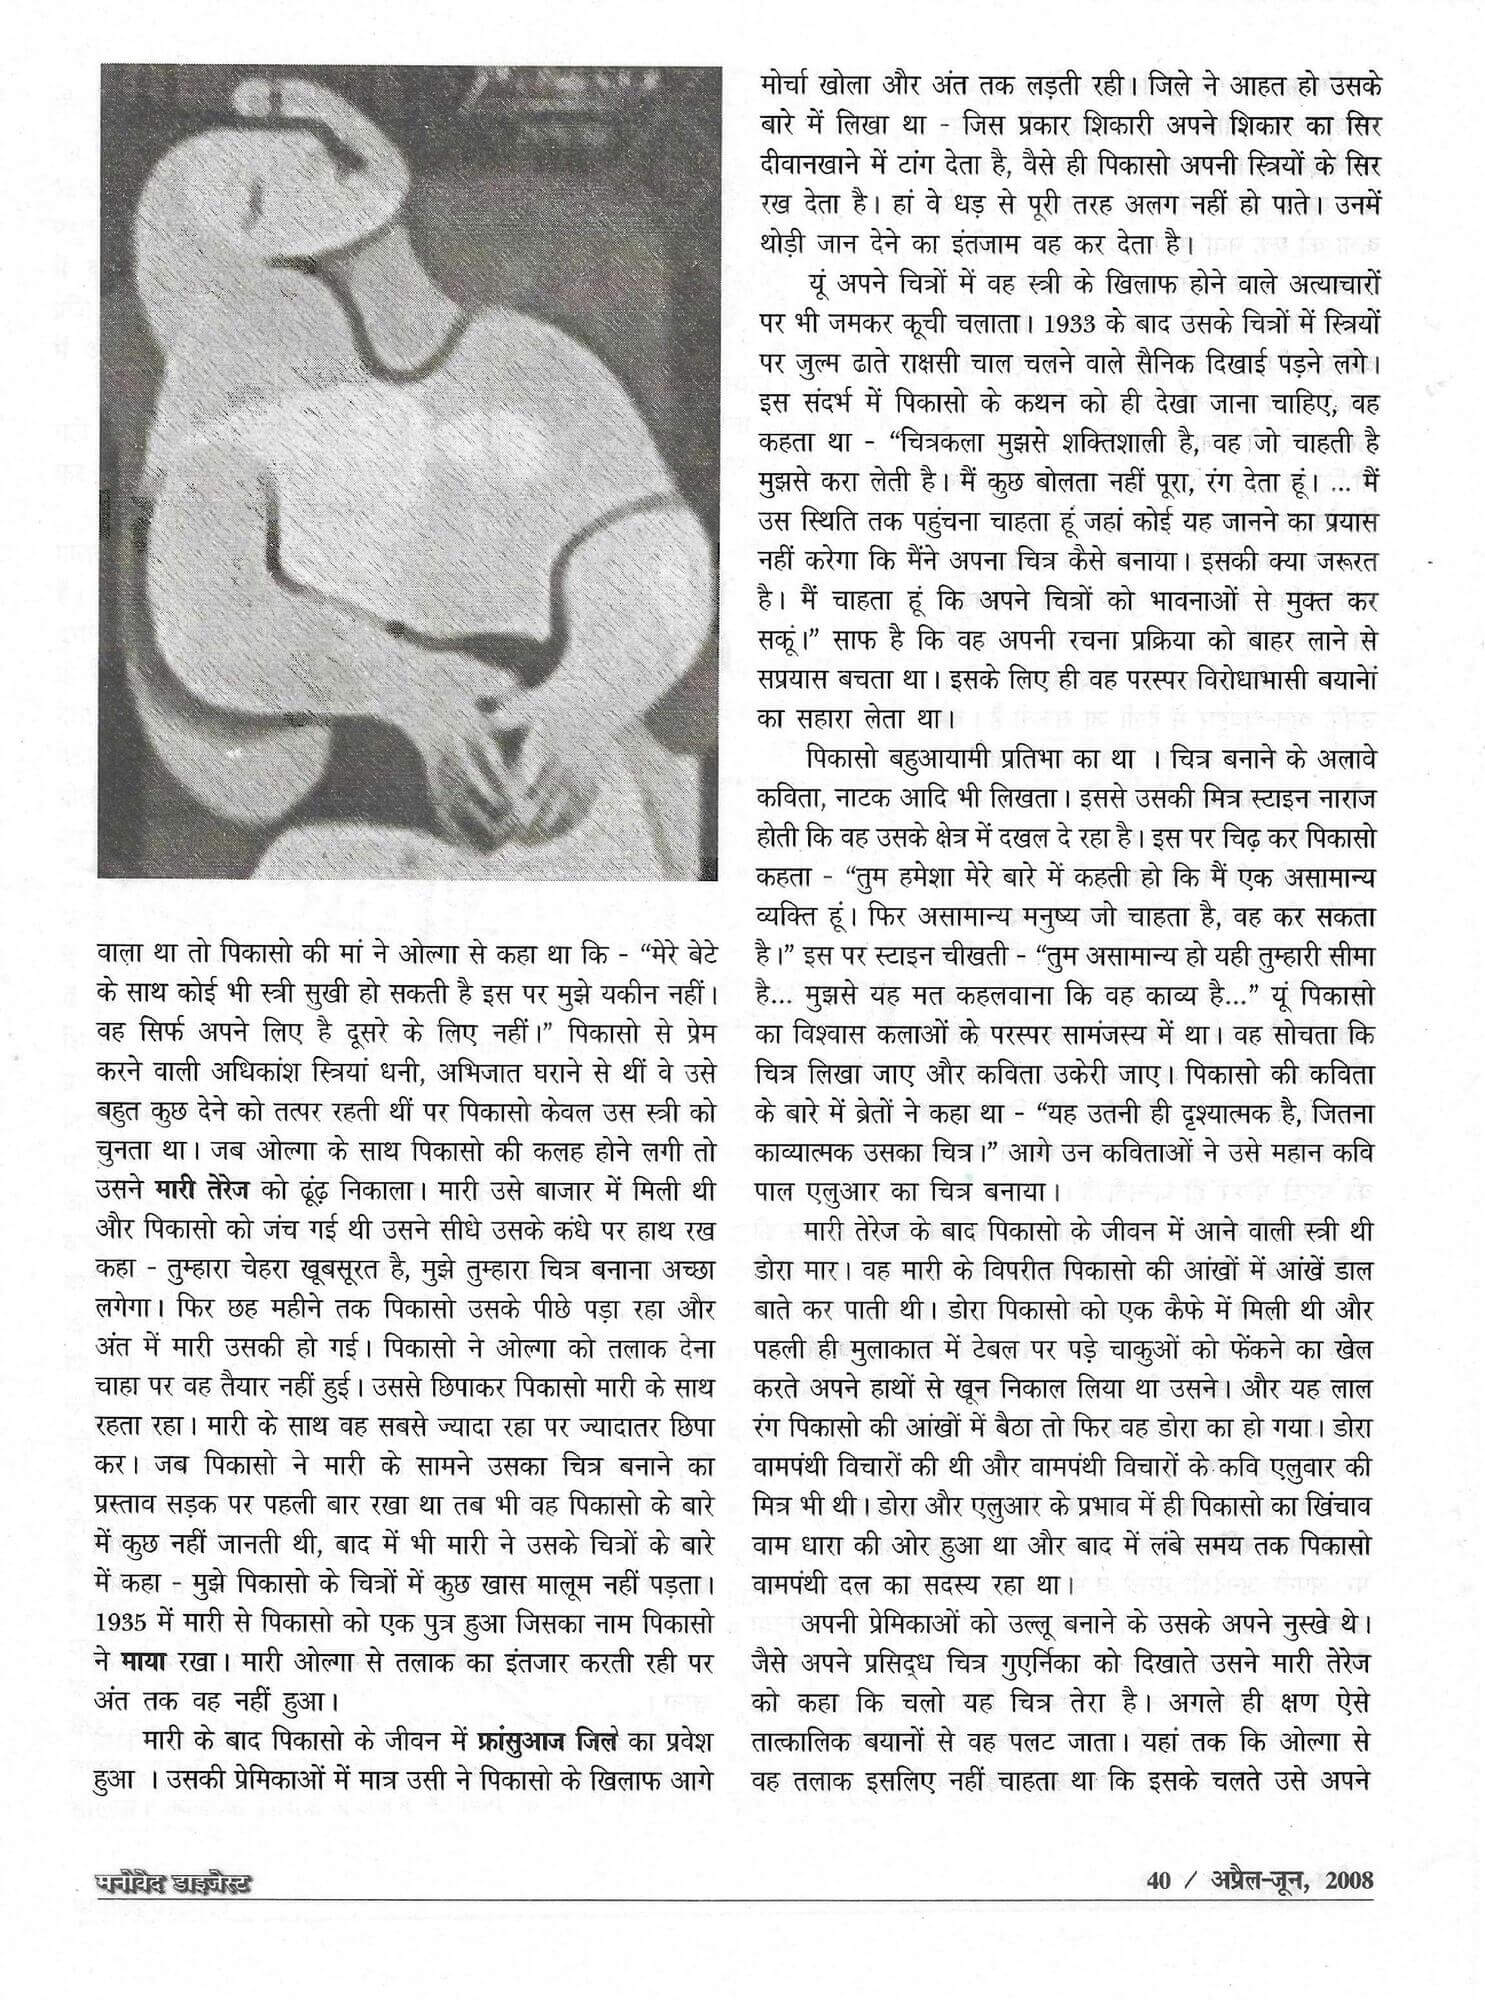 वाला था तो पिकासो की मां ने ओल्गा से कहा था कि - “मेरे बेटे
के साथ कोई भी स्त्री सुखी हो सकती है इस पर मुझे यकीन नहीं।
वह सिर्फ अपने लिए है दूसरे के लिए नहीं।” पिकासो से प्रेम
करने वाली अधिकांश स्त्रियां धनी, अभिजात घराने से थीं वे उसे
बहुत कुछ देने को तत्पर रहती थीं पर पिकासो केवल उस स्त्री को
चुनता था। जब ओल्गा के साथ पिकासो की कलह होने लगी तो
उसने मारी तेरेज को ढूंढ़ निकाला। मारी उसे बाजार में मिली थी
और पिकासो को जंच गई थी उसने सीधे उसके कंधे पर हाथ रख
कहा - तुम्हारा चेहरा खूबसूरत है, मुझे तुम्हारा चित्र बनाना अच्छा
लगेगा। फिर छह महीने तक पिकासो उसके पीछे पड़ा रहा और
अंत में मारी उसकी हो गई। पिकासो ने ओल्गा को तलाक देना
चाहा पर वह तैयार नहीं हुई। उससे छिपाकर पिकासो मारी के साथ
रहता रहा। मारी के साथ वह सबसे ज्यादा रहा पर ज्यादातर छिपा
कर। जब पिकासो ने मारी के सामने उसका चित्र बनाने का
प्रस्ताव सड़क पर पहली बार रखा था तब भी वह पिकासो के बारे
में कुछ नहीं जानती थी, बाद में भी मारी ने उसके चित्रों के बारे
में कहा - मुझे पिकासो के चित्रों में कुछ खास मालूम नहीं पड़ता।
1935 में मारी से पिकासो को एक पुत्र हुआ जिसका नाम पिकासो
ने माया रखा। मारी ओल्गा से तलाक का इंतजार करती रही पर
अंत तक वह नहीं हुआ।
मारी के बाद पिकासो के जीवन में फ्रांसुआज जिले का प्रवेश
हुआ । उसकी प्रेमिकाओं में मात्र उसी ने पिकासो के खिलाफ आगे
मोर्चा खोला और अंत तक लड़ती रही। जिले ने आहत हो उसके
बारे में लिखा था - जिस प्रकार शिकारी अपने शिकार का सिर
दीवानखाने में टांग देता है, वैसे ही पिकासो अपनी स्त्रियों के सिर
रख देता है। हां वे धड़ से पूरी तरह अलग नहीं हो पाते। उनमें
थोड़ी जान देने का इंतजाम वह कर देता है।
यूं अपने चित्रों में वह स्त्री के खिलाफ होने वाले अत्याचारों
पर भी जमकर कूची चलाता। 1933 के बाद उसके चित्रों में स्त्रियों
पर जुल्म ढाते राक्षसी चाल चलने वाले सैनिक दिखाई पड़ने लगे।
इस संदर्भ में पिकासो के कथन को ही देखा जाना चाहिए, वह
कहता था - “चित्रकला मुझसे शक्तिशाली है, वह जो चाहती है
मुझसे करा लेती है। मैं कुछ बोलता नहीं पूरा, रंग देता हूं। ... मैं
उस स्थिति तक पहुंचना चाहता हूं जहां कोई यह जानने का प्रयास
नहीं करेगा कि मैंने अपना चित्र कैसे बनाया। इसकी क्या जरूरत
है। मैं चाहता हूं कि अपने चित्रों को भावनाओं से मुक्त कर
सकूं।” साफ है कि वह अपनी रचना प्रक्रिया को बाहर लाने से
सप्रयास बचता था। इसके लिए ही वह परस्पर विरोधाभासी बयानों
का सहारा लेता था।
पिकासो बहुआयामी प्रतिभा का था । चित्र बनाने के अलावे
कविता, नाटक आदि भी लिखता। इससे उसकी मित्र स्टाइन नाराज
होती कि वह उसके क्षेत्र में दखल दे रहा है। इस पर चिढ़ कर पिकासो
कहता - “तुम हमेशा मेरे बारे में कहती हो कि मैं एक असामान्य
व्यक्ति हूं। फिर असामान्य मनुष्य जो चाहता है, वह कर सकता
है।” इस पर स्टाइन चीखती - “तुम असामान्य हो यही तुम्हारी सीमा
है... मुझसे यह मत कहलवाना कि वह काव्य है...” यूं पिकासो
का विश्वास कलाओं के परस्पर सामंजस्य में था। वह सोचता कि
चित्र लिखा जाए और कविता उकेरी जाए। पिकासो की कविता
के बारे में ब्रेतों ने कहा था - “यह उतनी ही दृश्यात्मक है, जितना
काव्यात्मक उसका चित्र।” आगे उन कविताओं ने उसे महान कवि
पाल एलुआर का चित्र बनाया।
मारी तेरेज के बाद पिकासो के जीवन में आने वाली स्त्री थी
डोरा मार। वह मारी के विपरीत पिकासो की आंखों में आंखें डाल
बाते कर पाती थी। डोरा पिकासो को एक कैफे में मिली थी और
पहली ही मुलाकात में टेबल पर पड़े चाकुओं को फेंकने का खेल
करते अपने हाथों से खून निकाल लिया था उसने। और यह लाल
रंग पिकासो की आंखों में बैठा तो फिर वह डोरा का हो गया। डोरा
वामपंथी विचारों की थी और वामपंथी विचारों के कवि एलुवार की
मित्र भी थी। डोरा और एलुआर के प्रभाव में ही पिकासो का खिंचाव
वाम धारा की ओर हुआ था और बाद में लंबे समय तक पिकासो
वामपंथी दल का सदस्य रहा था।
अपनी प्रेमिकाओं को उल्लू बनाने के उसके अपने नुस्खे थे।
जैसे अपने प्रसिद्ध चित्र गुएर्निका को दिखाते उसने मारी तेरेज
को कहा कि चलो यह चित्र तेरा है। अगले ही क्षण ऐसे
तात्कालिक बयानों से वह पलट जाता। यहां तक कि ओल्गा से
वह तलाक इसलिए नहीं चाहता था कि इसके चलते उसे अपने
मनोवेद डाइजेस्ट
40 / अप्रैल-जून, 2008